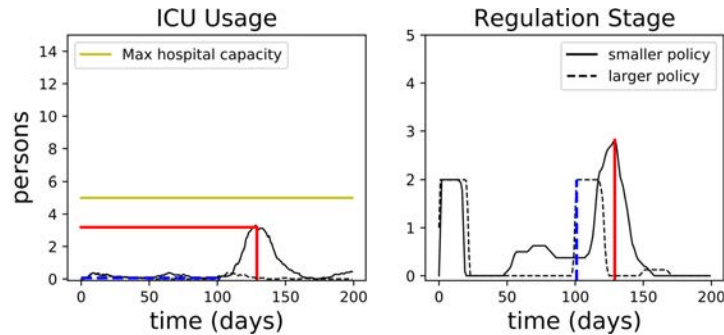 ICU Usage
Max hospital capacity
persons
14
12
10
8
6
4
2
0
0 50 100 150 200
time (days)
Regulation Stage
smaller policy
larger policy
5
4
3
2
1
0
0 50 100 150 200
time (days)